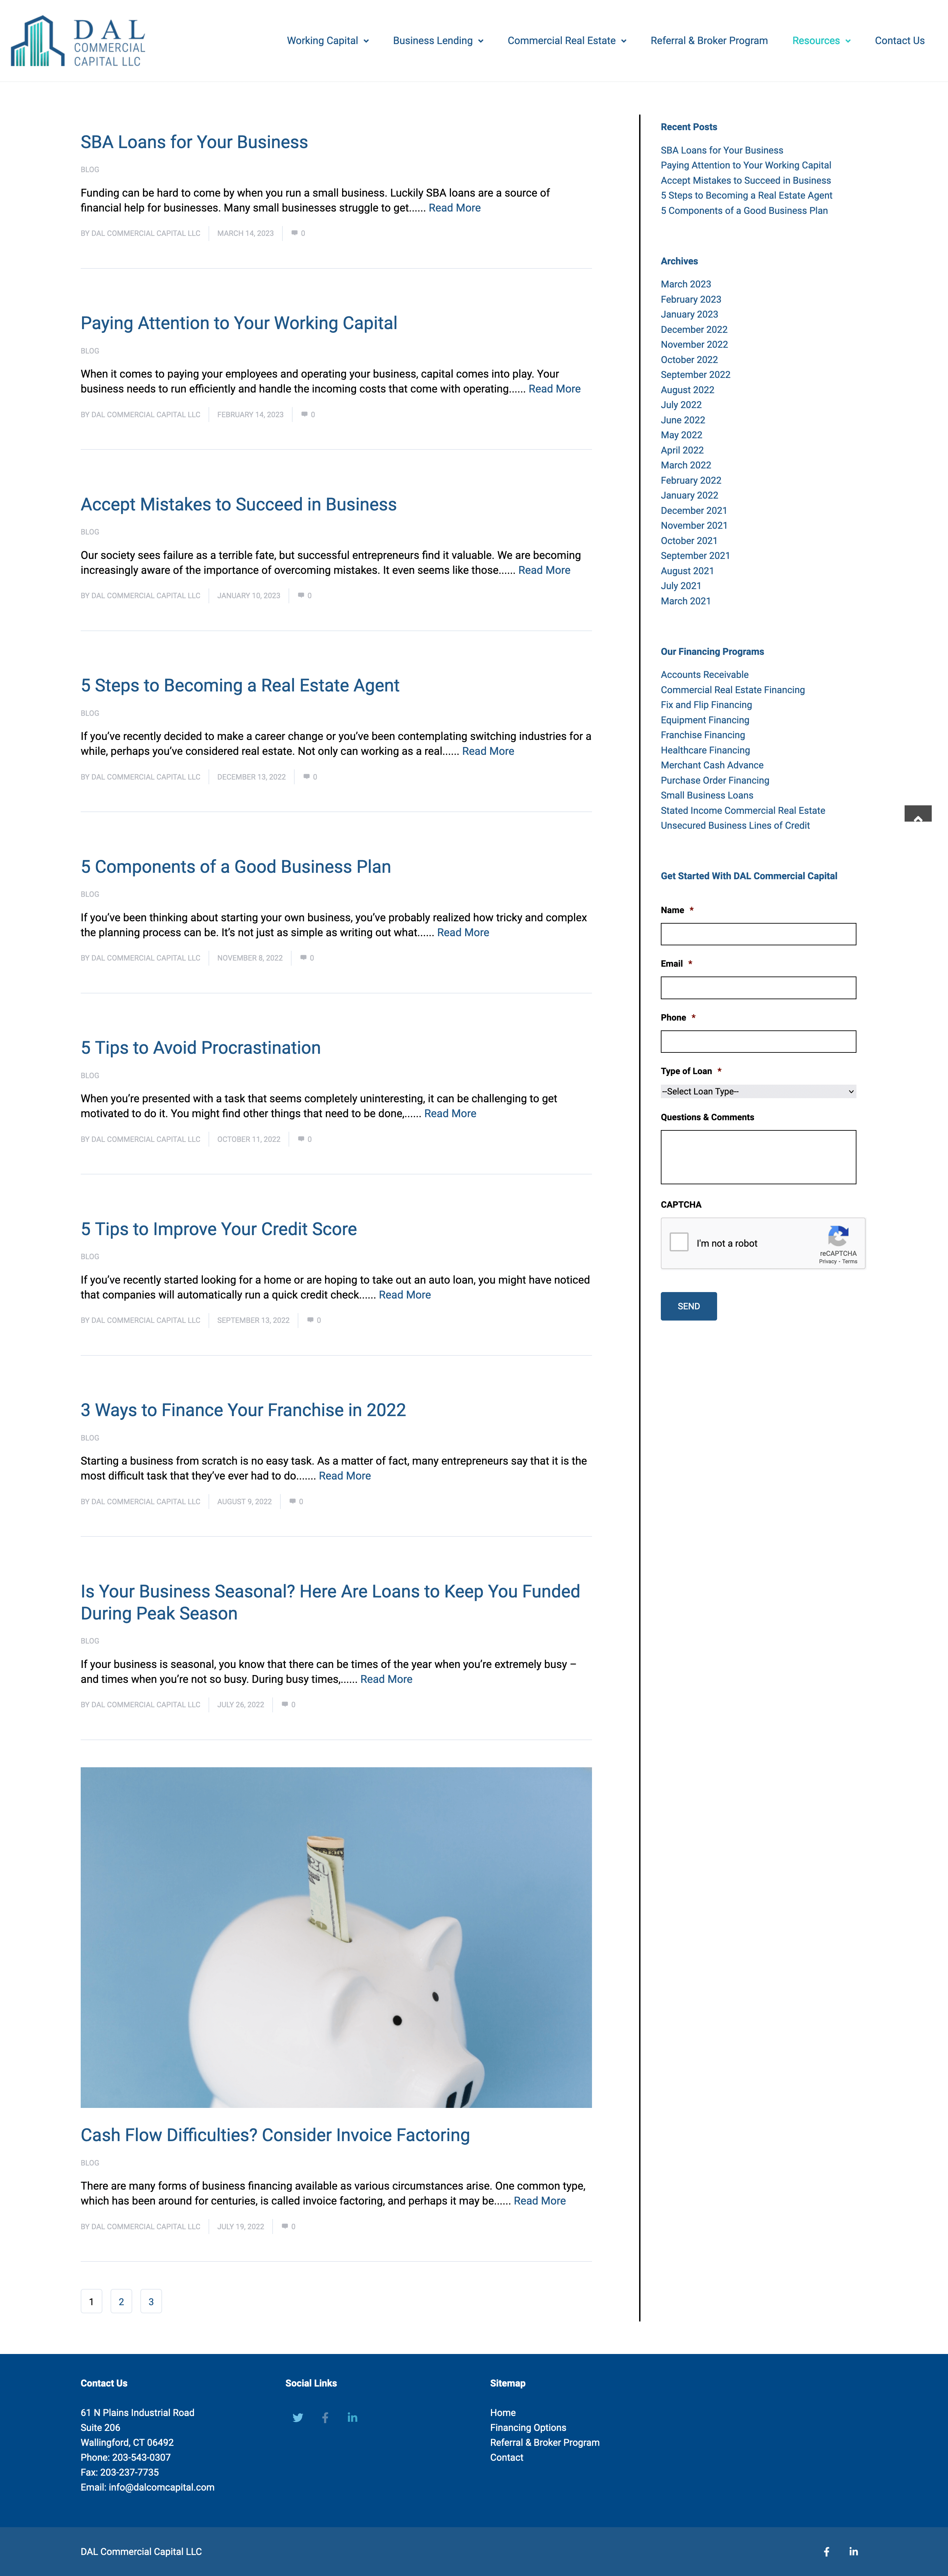 DAL
COMMERCIAL
CAPITAL LLC
Working Capital
Business Lending
Commercial Real Estate
Referral & Broker Program
Resources
Contact Us
SBA Loans for Your Business
BLOG
Funding can be hard to come by when you run a small business. Luckily SBA loans are a source of
financial help for businesses. Many small businesses struggle to get...... Read More
BY DAL COMMERCIAL CAPITAL LLC MARCH 14, 2023 0
Paying Attention to Your Working Capital
BLOG
When it comes to paying your employees and operating your business, capital comes into play. Your
business needs to run efficiently and handle the incoming costs that come with operating...... Read More
BY DAL COMMERCIAL CAPITAL LLC FEBRUARY 14, 2023 0
Accept Mistakes to Succeed in Business
BLOG
Our society sees failure as a terrible fate, but successful entrepreneurs find it valuable. We are becoming
increasingly aware of the importance of overcoming mistakes. It even seems like those...... Read More
BY DAL COMMERCIAL CAPITAL LLC JANUARY 10, 2023 0
5 Steps to Becoming a Real Estate Agent
BLOG
If you've recently decided to make a career change or you've been contemplating switching industries for a
while, perhaps you've considered real estate. Not only can working as a real...... Read More
BY DAL COMMERCIAL CAPITAL LLC DECEMBER 13, 2022 0
5 Components of a Good Business Plan
BLOG
If you've been thinking about starting your own business, you've probably realized how tricky and complex
the planning process can be. It's not just as simple as writing out what...... Read More
BY DAL COMMERCIAL CAPITAL LLC NOVEMBER 8, 2022 0
5 Tips to Avoid Procrastination
BLOG
When you're presented with a task that seems completely uninteresting, it can be challenging to get
motivated to do it. You might find other things that need to be done,...... Read More
BY DAL COMMERCIAL CAPITAL LLC OCTOBER 11, 2022 0
5 Tips to Improve Your Credit Score
BLOG
If you've recently started looking for a home or are hoping to take out an auto loan, you might have noticed
that companies will automatically run a quick credit check...... Read More
BY DAL COMMERCIAL CAPITAL LLC SEPTEMBER 13, 2022 0
3 Ways to Finance Your Franchise in 2022
BLOG
Starting a business from scratch is no easy task. As a matter of fact, many entrepreneurs say that it is the
most difficult task that they've ever had to do....... Read More
BY DAL COMMERCIAL CAPITAL LLC AUGUST 9, 2022 0
Is Your Business Seasonal? Here Are Loans to Keep You Funded
During Peak Season
BLOG
If your business is seasonal, you know that there can be times of the year when you're extremely busy –
and times when you're not so busy. During busy times,...... Read More
BY DAL COMMERCIAL CAPITAL LLC JULY 26, 2022 0
Cash Flow Difficulties? Consider Invoice Factoring
BLOG
There are many forms of business financing available as various circumstances arise. One common type,
which has been around for centuries, is called invoice factoring, and perhaps it may be...... Read More
BY DAL COMMERCIAL CAPITAL LLC JULY 19, 2022 0
1 2 3
Recent Posts
SBA Loans for Your Business
Paying Attention to Your Working Capital
Accept Mistakes to Succeed in Business
5 Steps to Becoming a Real Estate Agent
5 Components of a Good Business Plan
Archives
March 2023
February 2023
January 2023
December 2022
November 2022
October 2022
September 2022
August 2022
July 2022
June 2022
May 2022
April 2022
March 2022
February 2022
January 2022
December 2021
November 2021
October 2021
September 2021
August 2021
July 2021
March 2021
Our Financing Programs
Accounts Receivable
Commercial Real Estate Financing
Fix and Flip Financing
Equipment Financing
Franchise Financing
Healthcare Financing
Merchant Cash Advance
Purchase Order Financing
Small Business Loans
Stated Income Commercial Real Estate
Unsecured Business Lines of Credit
Get Started With DAL Commercial Capital
Name *
Email *
Phone *
Type of Loan *
--Select Loan Type--
Questions & Comments
CAPTCHA
I'm not a robot
reCAPTCHA
Privacy - Terms
SEND
Contact Us
61 N Plains Industrial Road
Suite 206
Wallingford, CT 06492
Phone: 203-543-0307
Fax: 203-237-7735
Email: info@dalcomcapital.com
Social Links
Sitemap
Home
Financing Options
Referral & Broker Program
Contact
DAL Commercial Capital LLC